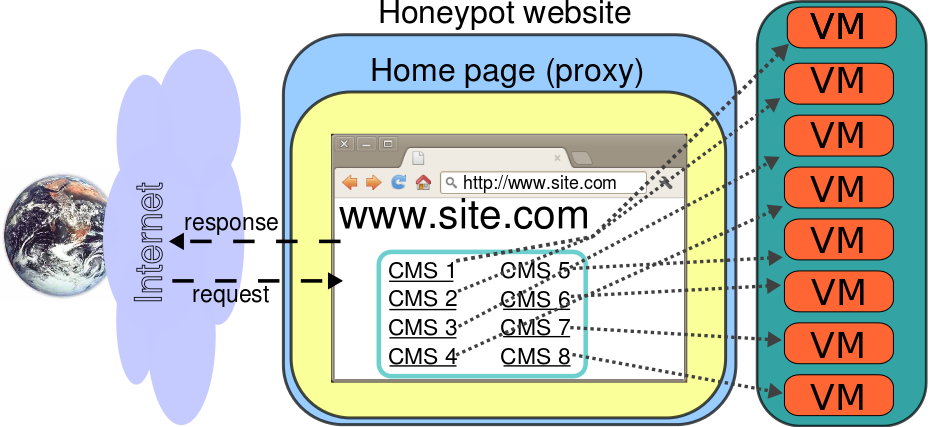 Honeypot website
Home page (proxy)
http://www.site.com
www.site.com
Internet
response
request
CMS 1
CMS 2
CMS 3
CMS 4
CMS 5
CMS 6
CMS 7
CMS 8
VM
VM
VM
VM
VM
VM
VM
VM